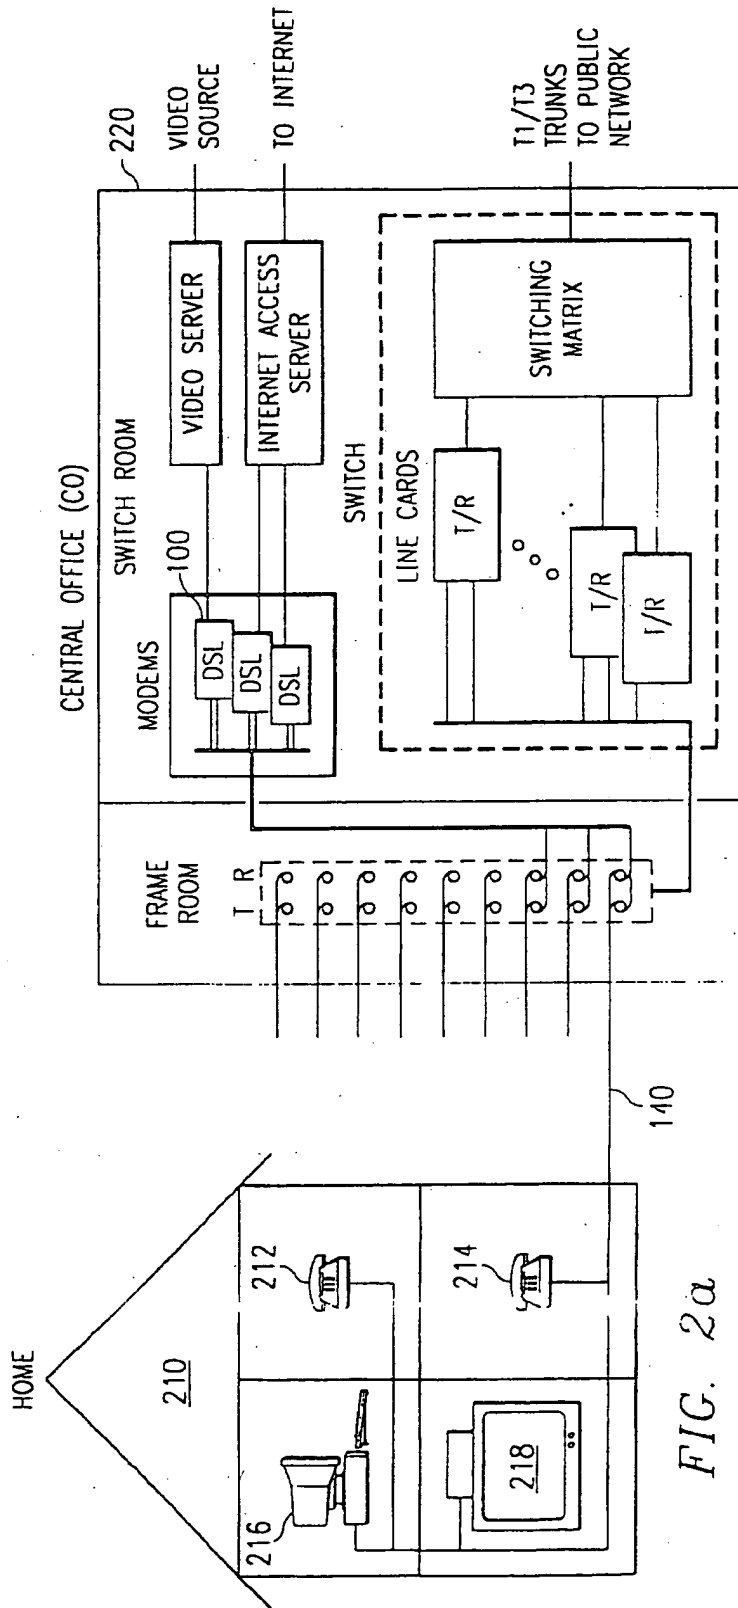 HOME
210
212
214
216
218
140
CENTRAL OFFICE (CO)
220
FRAME
ROOM
T R
SWITCH ROOM
MODEMS
100
DSL
DSL
DSL
VIDEO SERVER
VIDEO
SOURCE
INTERNET ACCESS
SERVER
TO INTERNET
SWITCH
LINE CARDS
T/R
T/R
T/R
SWITCHING
MATRIX
T1/T3
TRUNKS
TO PUBLIC
NETWORK
FIG. 2a